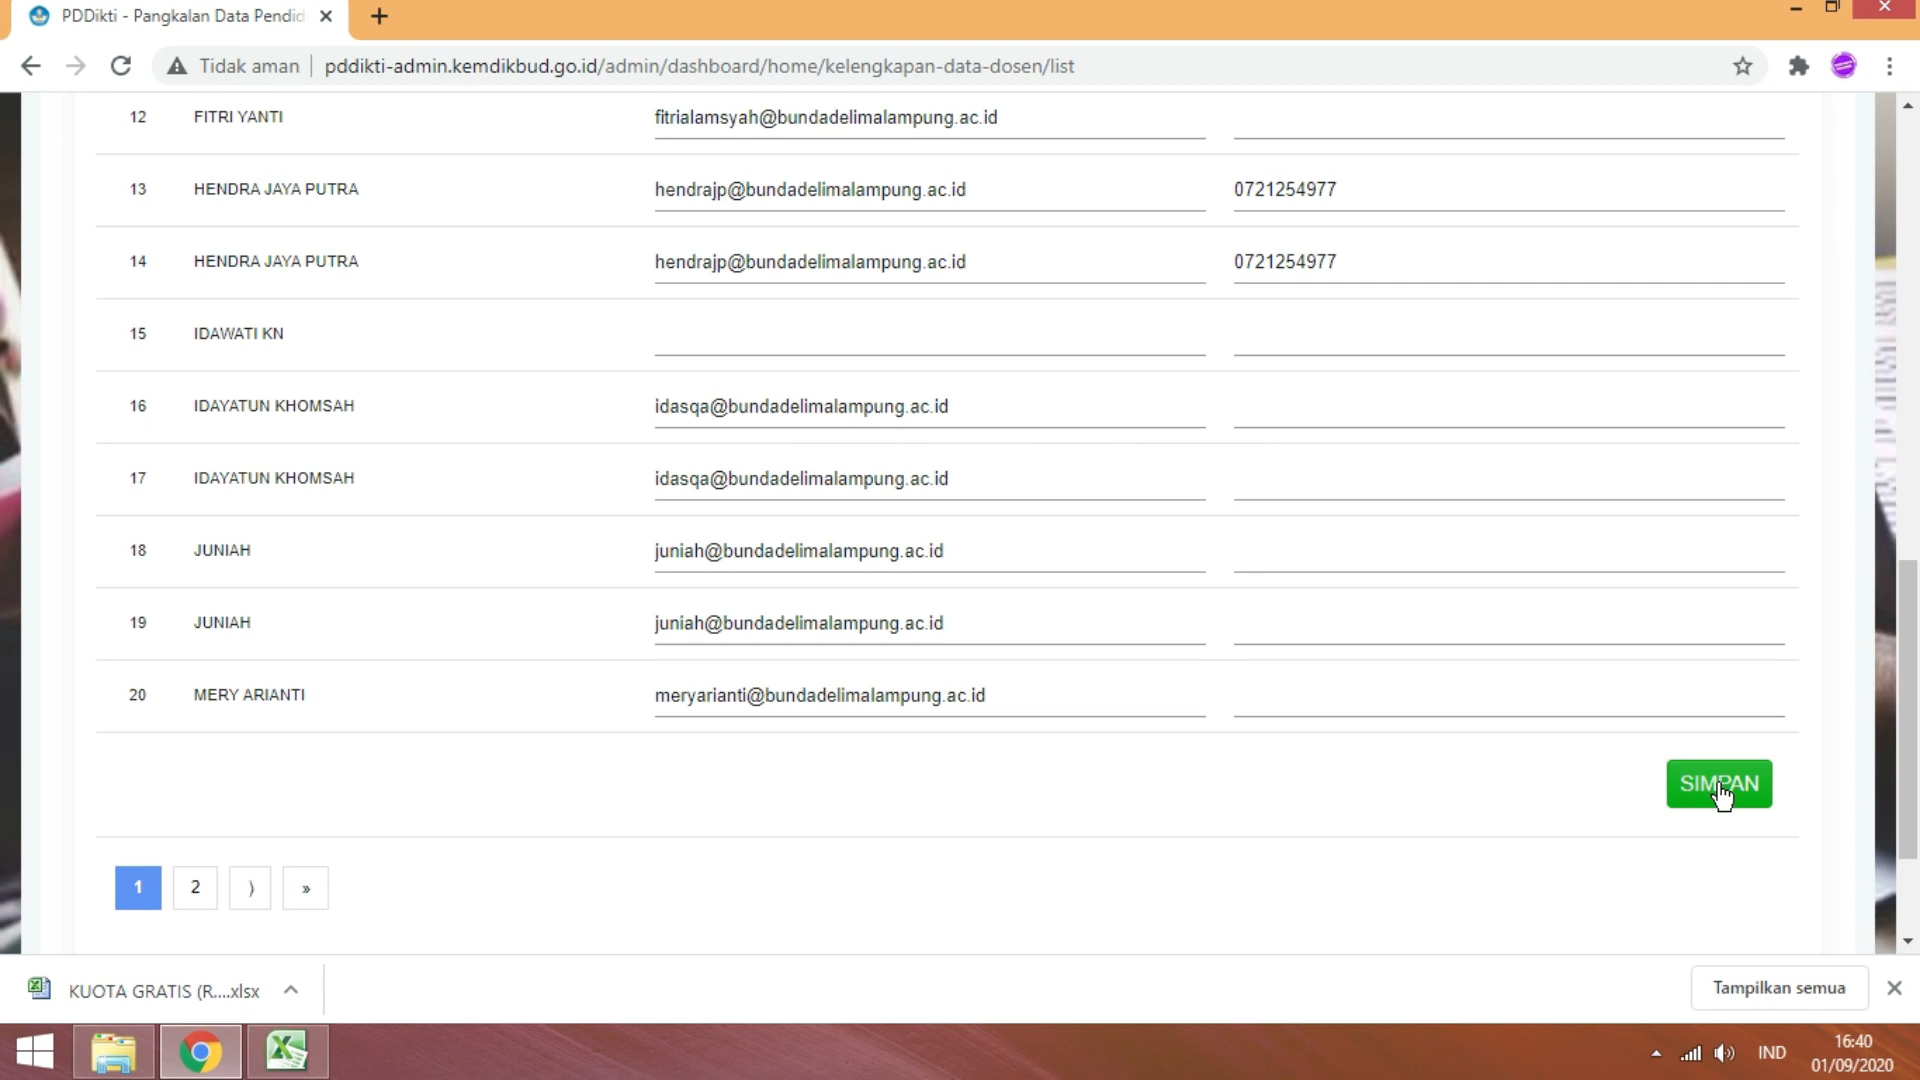 PDDikti - Pangkalan Data Pendid
Tidak aman pddikti-admin.kemdikbud.go.id/admin/dashboard/home/kelengkapan-data-dosen/list
12 FITRI YANTI fitrialamsyah@bundadelimalampung.ac.id
13 HENDRA JAYA PUTRA hendrajp@bundadelimalampung.ac.id 0721254977
14 HENDRA JAYA PUTRA hendrajp@bundadelimalampung.ac.id 0721254977
15 IDAWATI KN
16 IDAYATUN KHOMSAH idasqa@bundadelimalampung.ac.id
17 IDAYATUN KHOMSAH idasqa@bundadelimalampung.ac.id
18 JUNIAH juniah@bundadelimalampung.ac.id
19 JUNIAH juniah@bundadelimalampung.ac.id
20 MERY ARIANTI meryarianti@bundadelimalampung.ac.id
SIMPAN
1 2 ⟩ »
KUOTA GRATIS (R....xlsx Tampilkan semua
IND 16:40
01/09/2020